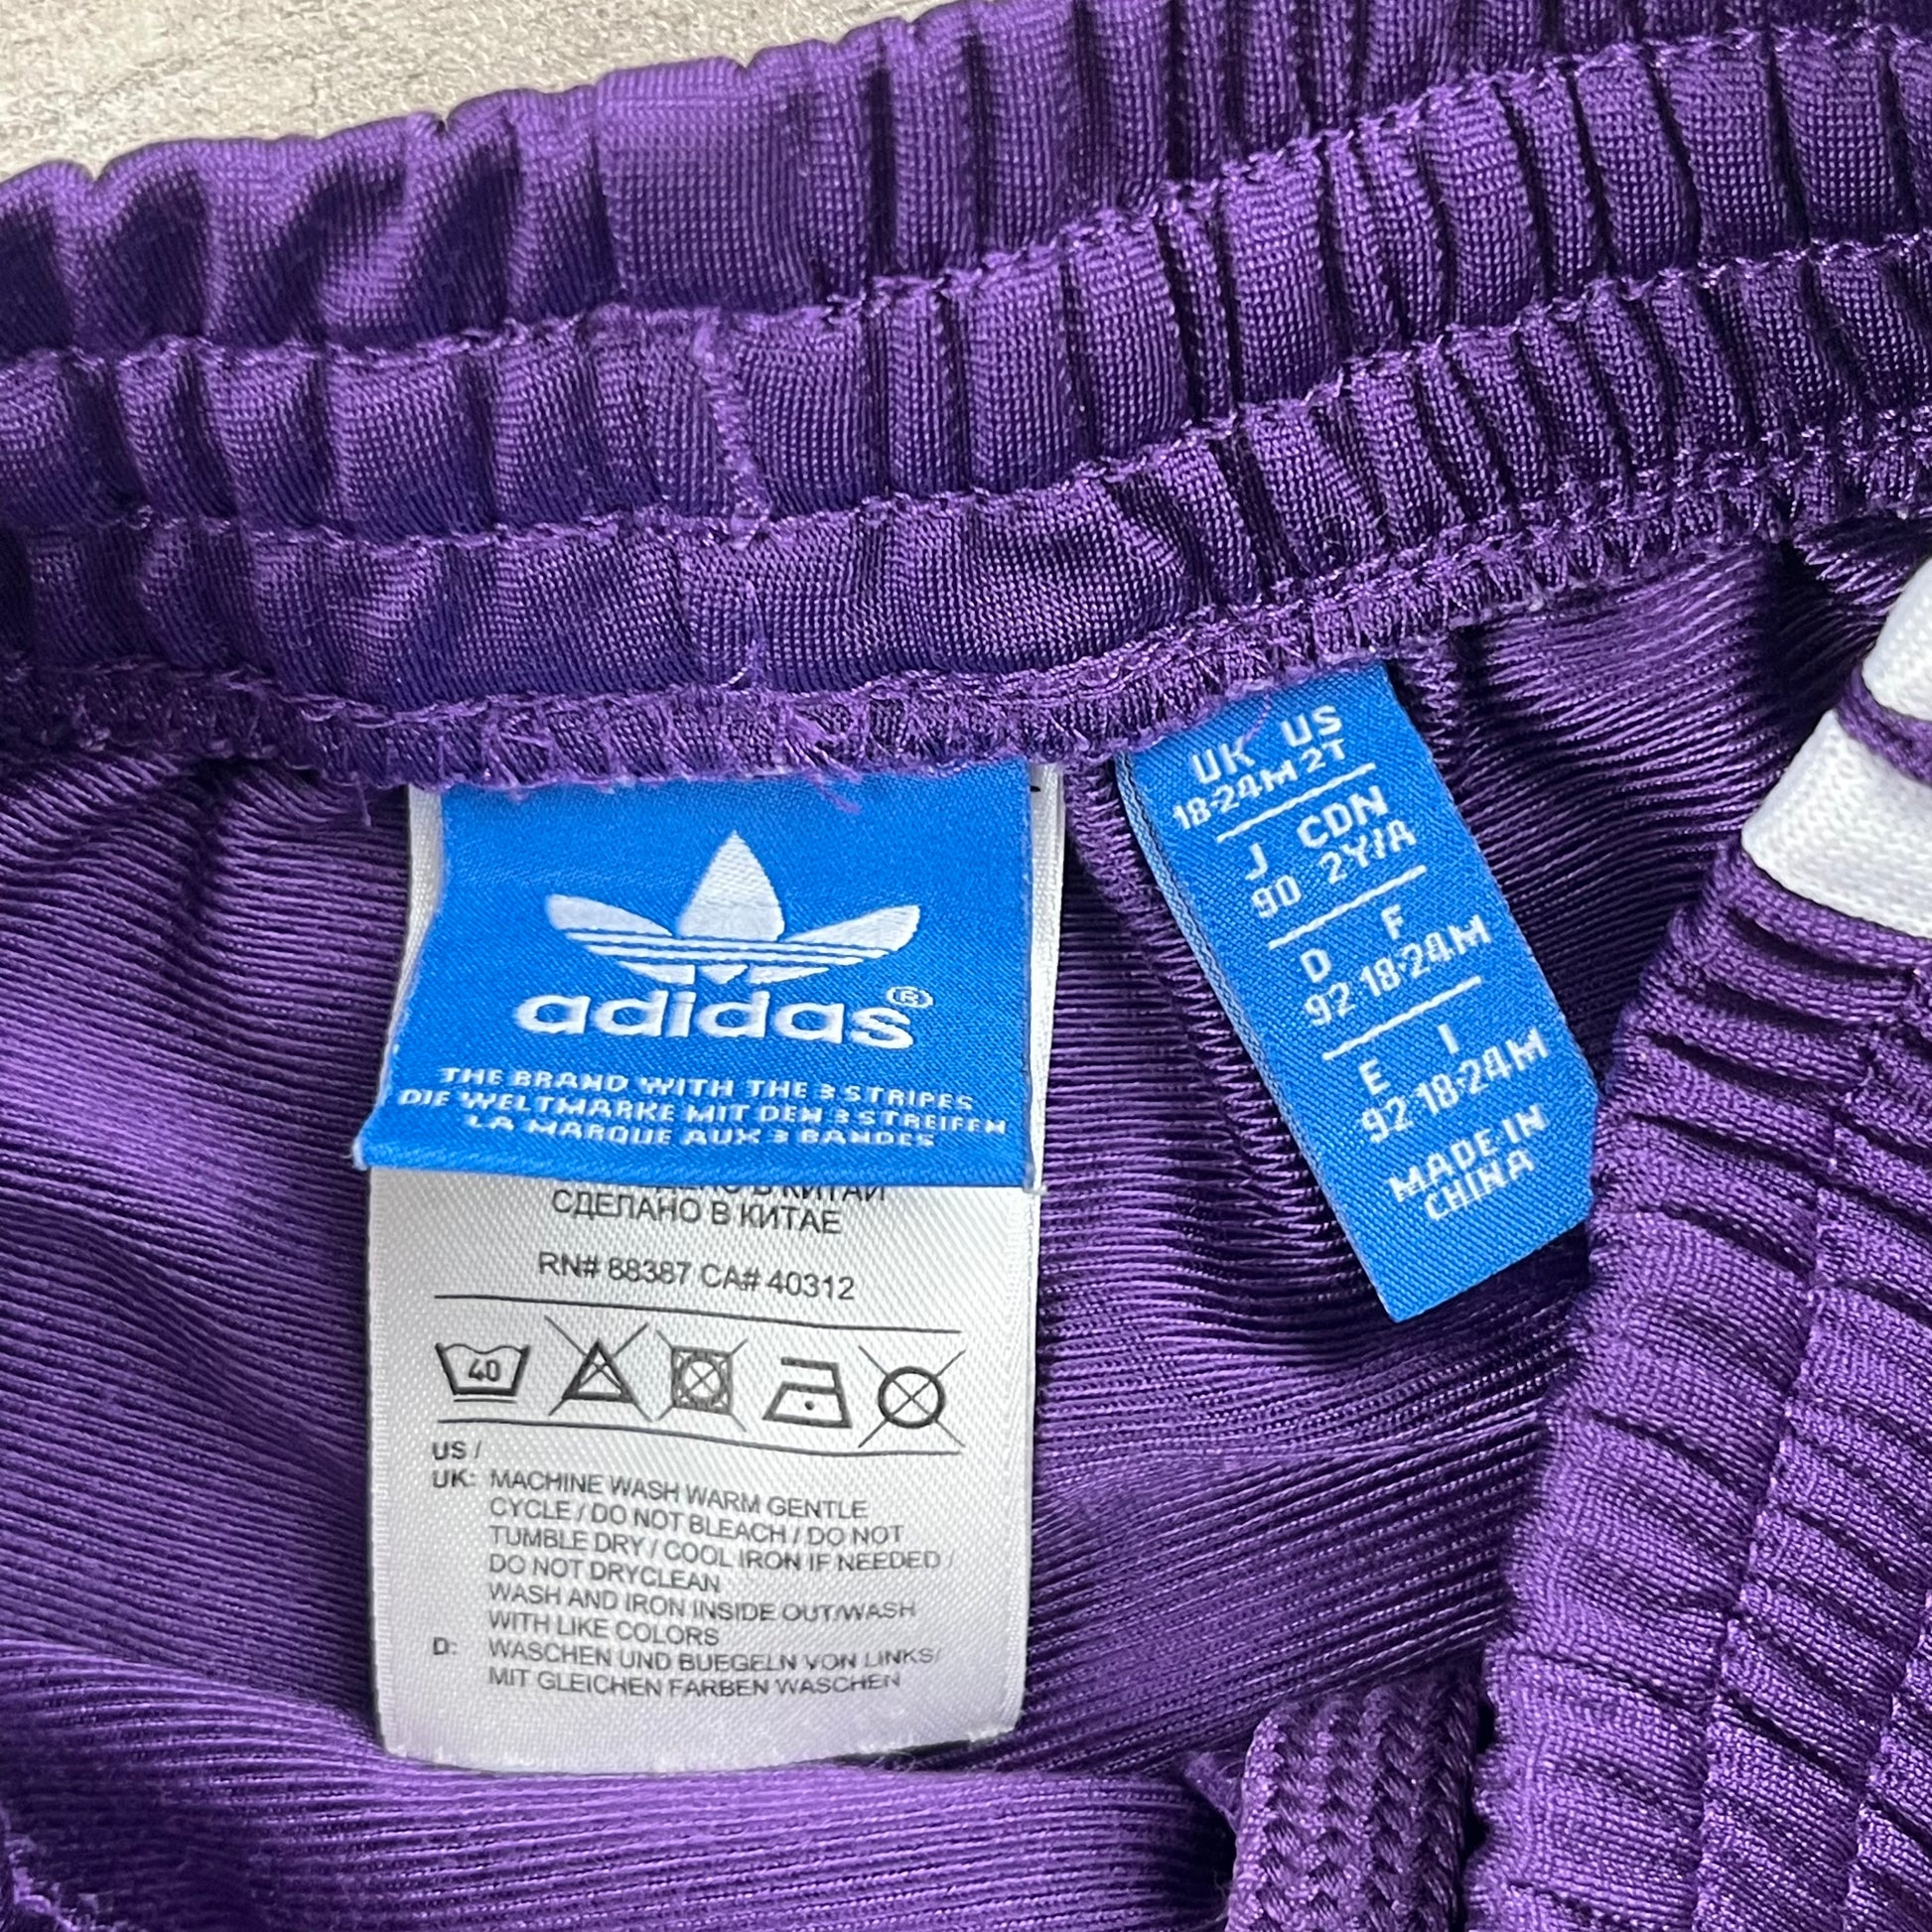 adidas®
THE BRAND WITH THE 3 STRIPES
DIE WELTMARKE MIT DEN 3 STREIFEN
LA MARQUE AUX 3 BANDES
В КИТАЙ
СДЕЛАНО В КИТАЕ
RN# 88387 CA# 40312
40
US /
UK: MACHINE WASH WARM GENTLE
CYCLE / DO NOT BLEACH / DO NOT
TUMBLE DRY / COOL IRON IF NEEDED /
DO NOT DRYCLEAN
WASH AND IRON INSIDE OUT/WASH
WITH LIKE COLORS
D: WASCHEN UND BUEGELN VON LINKS/
MIT GLEICHEN FARBEN WASCHEN
UK US
18-24M 2T
J CDN
90 2Y/A
D F
92 18-24M
E I
92 18-24M
MADE IN
CHINA